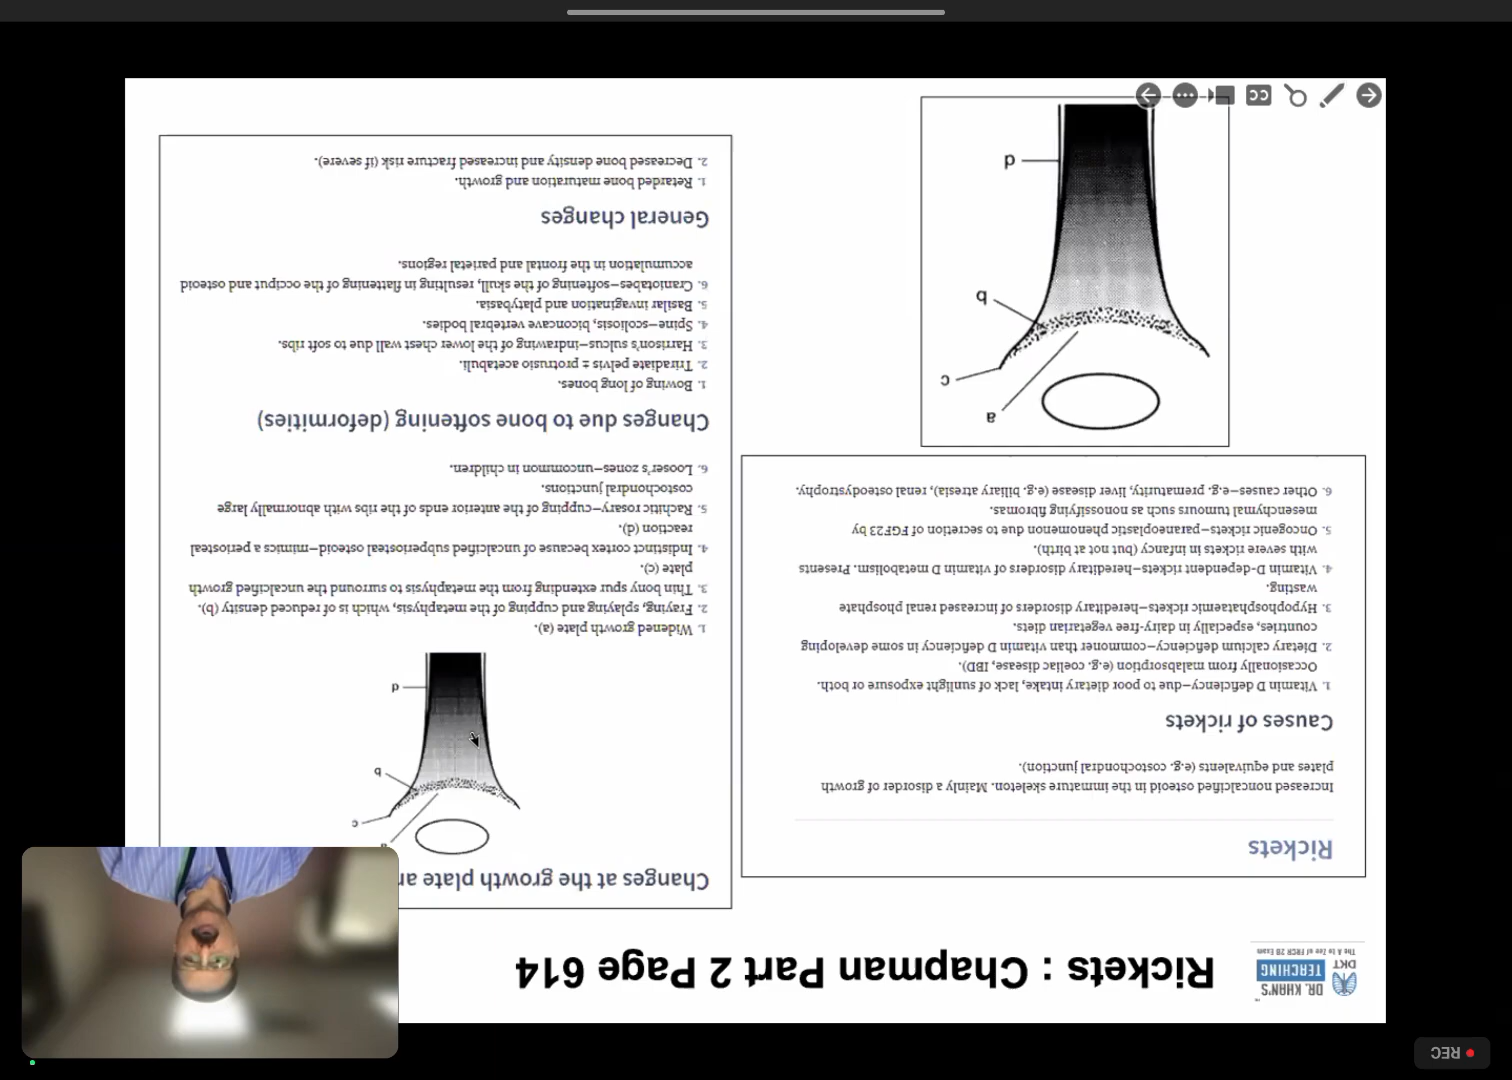 DR. KHAN'S
DKT TEACHING
The A to Zee of FRCR 2B Exam
Rickets : Chapman Part 2 Page 614
Rickets
Increased noncalcified osteoid in the immature skeleton. Mainly a disorder of growth
plates and equivalents (e.g. costochondral junction).
Causes of rickets
1. Vitamin D deficiency–due to poor dietary intake, lack of sunlight exposure or both.
Occasionally from malabsorption (e.g. coeliac disease, IBD).
2. Dietary calcium deficiency–commoner than vitamin D deficiency in some developing
countries, especially in dairy-free vegetarian diets.
3. Hypophosphataemic rickets–hereditary disorders of increased renal phosphate
wasting.
4. Vitamin D-dependent rickets–hereditary disorders of vitamin D metabolism. Presents
with severe rickets in infancy (but not at birth).
5. Oncogenic rickets–paraneoplastic phenomenon due to secretion of FGF23 by
mesenchymal tumours such as nonossifying fibromas.
6. Other causes–e.g. prematurity, liver disease (e.g. biliary atresia), renal osteodystrophy.
a
c
b
d
Changes at the growth plate
a
c
b
d
1. Widened growth plate (a).
2. Fraying, splaying and cupping of the metaphysis, which is of reduced density (b).
3. Thin bony spur extending from the metaphysis to surround the uncalcified growth
plate (c).
4. Indistinct cortex because of uncalcified subperiosteal osteoid–mimics a periosteal
reaction (d).
5. Rachitic rosary–cupping of the anterior ends of the ribs with abnormally large
costochondral junctions.
6. Looser's zones–uncommon in children.
Changes due to bone softening (deformities)
1. Bowing of long bones.
2. Triradiate pelvis ± protrusio acetabuli.
3. Harrison's sulcus–indrawing of the lower chest wall due to soft ribs.
4. Spine–scoliosis, biconcave vertebral bodies.
5. Basilar invagination and platybasia.
6. Craniotabes–softening of the skull, resulting in flattening of the occiput and osteoid
accumulation in the frontal and parietal regions.
General changes
1. Retarded bone maturation and growth.
2. Decreased bone density and increased fracture risk (if severe).
CC
REC